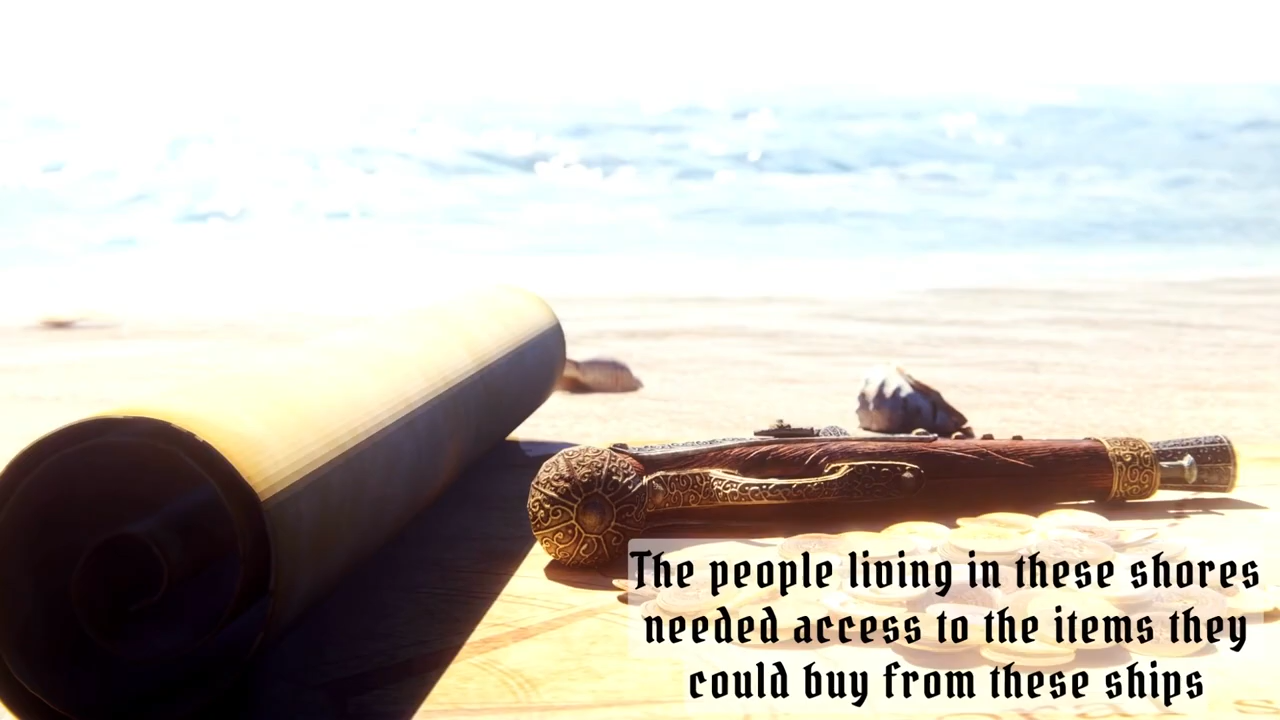 The people living in these shores
needed access to the items they
could buy from these ships